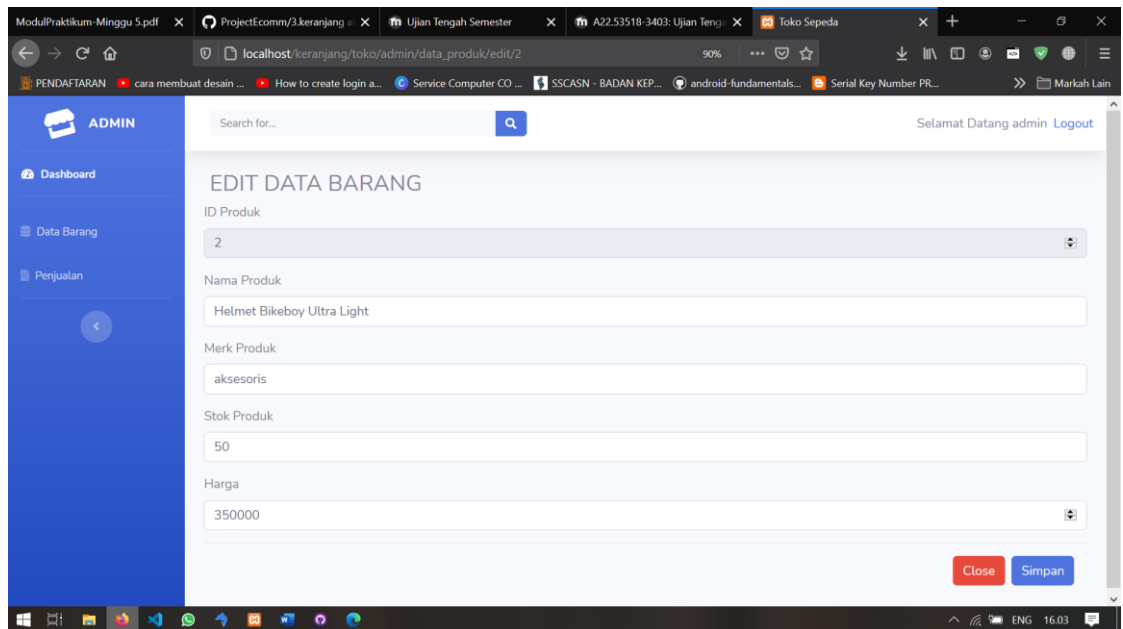 ModulPraktikum-Minggu 5.pdf
ProjectEcomm/3.keranjang a
Ujian Tengah Semester
A22.53518-3403: Ujian Tenga
Toko Sepeda
localhost/keranjang/toko/admin/data_produk/edit/2
90%
PENDAFTARAN
cara membuat desain ...
How to create login a...
Service Computer CO ...
SSCASN - BADAN KEP...
android-fundamentals...
Serial Key Number PR...
Markah Lain
ADMIN
Search for...
Selamat Datang admin Logout
Dashboard
Data Barang
Penjualan
EDIT DATA BARANG
ID Produk
2
Nama Produk
Helmet Bikeboy Ultra Light
Merk Produk
aksesoris
Stok Produk
50
Harga
350000
Close
Simpan
ENG
16.03